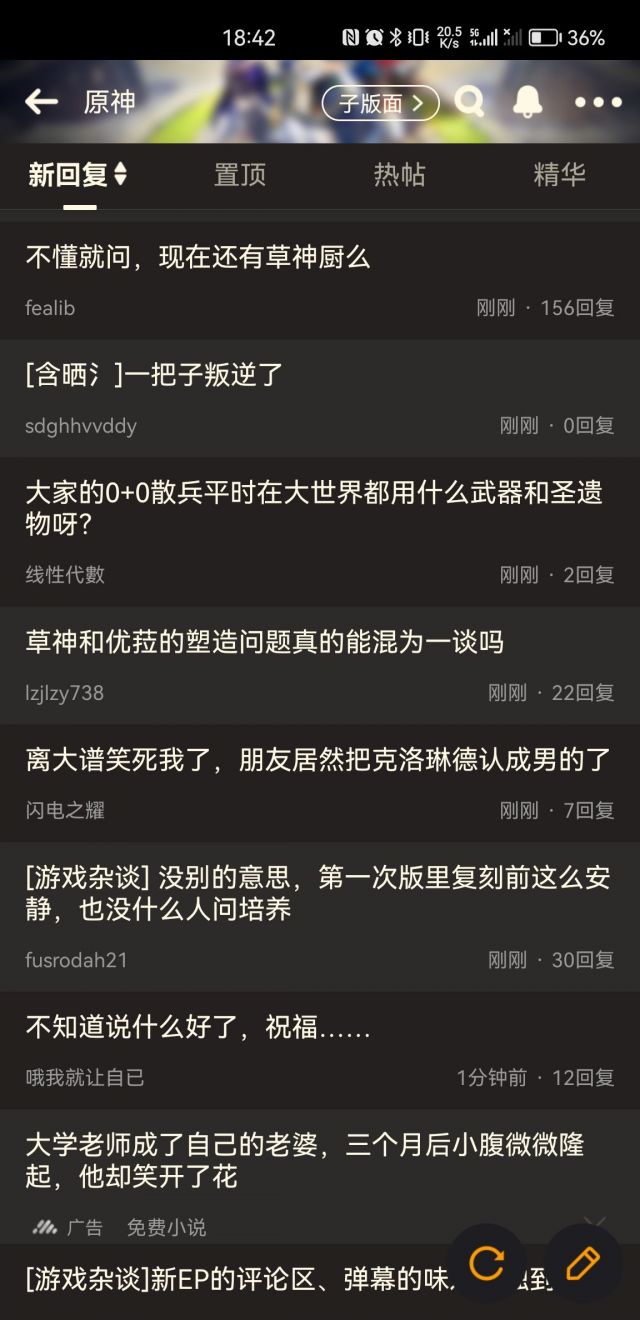 18:42
20.5 K/s
5G
36%
原神
子版面
新回复
置顶
热帖
精华
不懂就问，现在还有草神厨么
fealib
刚刚 · 156回复
[含晒氵]一把子叛逆了
sdghhvvddy
刚刚 · 0回复
大家的0+0散兵平时在大世界都用什么武器和圣遗
物呀?
线性代數
刚刚 · 2回复
草神和优菈的塑造问题真的能混为一谈吗
lzjlzy738
刚刚 · 22回复
离大谱笑死我了，朋友居然把克洛琳德认成男的了
闪电之耀
刚刚 · 7回复
[游戏杂谈] 没别的意思，第一次版里复刻前这么安
静，也没什么人问培养
fusrodah21
刚刚 · 30回复
不知道说什么好了，祝福……
哦我就让自已
1分钟前 · 12回复
大学老师成了自己的老婆，三个月后小腹微微隆
起，他却笑开了花
广告 免费小说
[游戏杂谈]新EP的评论区、弹幕的味
到